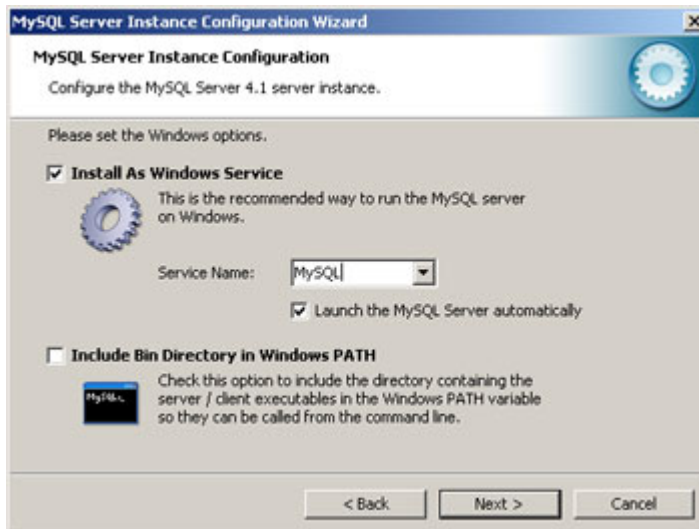 MySQL Server Instance Configuration Wizard
MySQL Server Instance Configuration
Configure the MySQL Server 4.1 server instance.
Please set the Windows options.
Install As Windows Service
This is the recommended way to run the MySQL server
on Windows.
Service Name: MySQL
Launch the MySQL Server automatically
Include Bin Directory in Windows PATH
Check this option to include the directory containing the
server / client executables in the Windows PATH variable
so they can be called from the command line.
< Back Next > Cancel